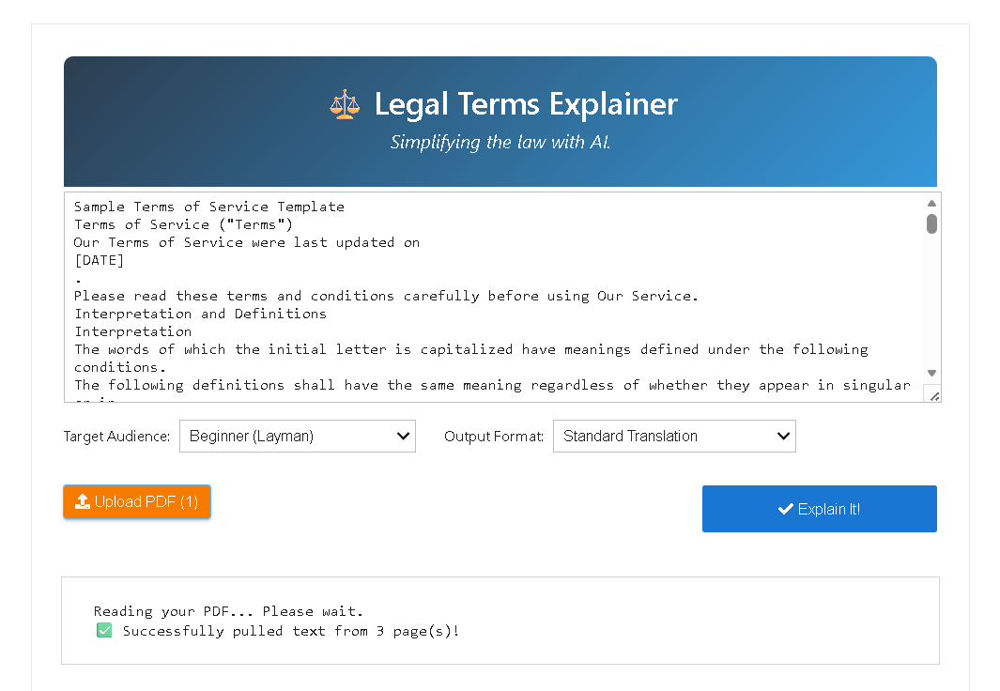 ⚖️ Legal Terms Explainer
Simplifying the law with AI.
Sample Terms of Service Template
Terms of Service ("Terms")
Our Terms of Service were last updated on
[DATE]
.
Please read these terms and conditions carefully before using Our Service.
Interpretation and Definitions
Interpretation
The words of which the initial letter is capitalized have meanings defined under the following
conditions.
The following definitions shall have the same meaning regardless of whether they appear in singular
Target Audience: Beginner (Layman) Output Format: Standard Translation
Upload PDF (1)
Explain It!
Reading your PDF... Please wait.
✅ Successfully pulled text from 3 page(s)!